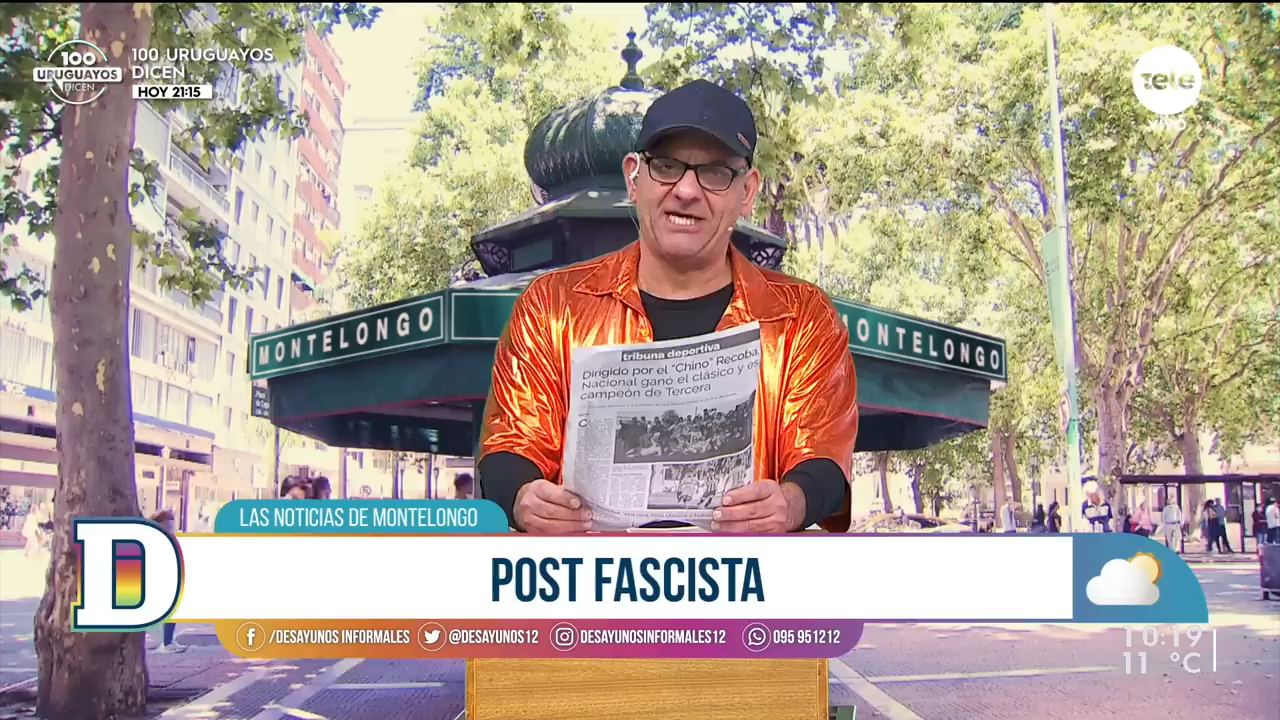 100
URUGUAYOS
DICEN
100 URUGUAYOS
DICEN
HOY 21:15
tele
VIVO
MONTELONGO
MONTELONGO
tribuna deportiva
Dirigido por el "Chino" Recoba,
Nacional ganó el clásico y es
campeón de Tercera
LAS NOTICIAS DE MONTELONGO
D
POST FASCISTA
/DESAYUNOS INFORMALES
@DESAYUNOS12
DESAYUNOSINFORMALES12
095 951212
10:19
11 °C